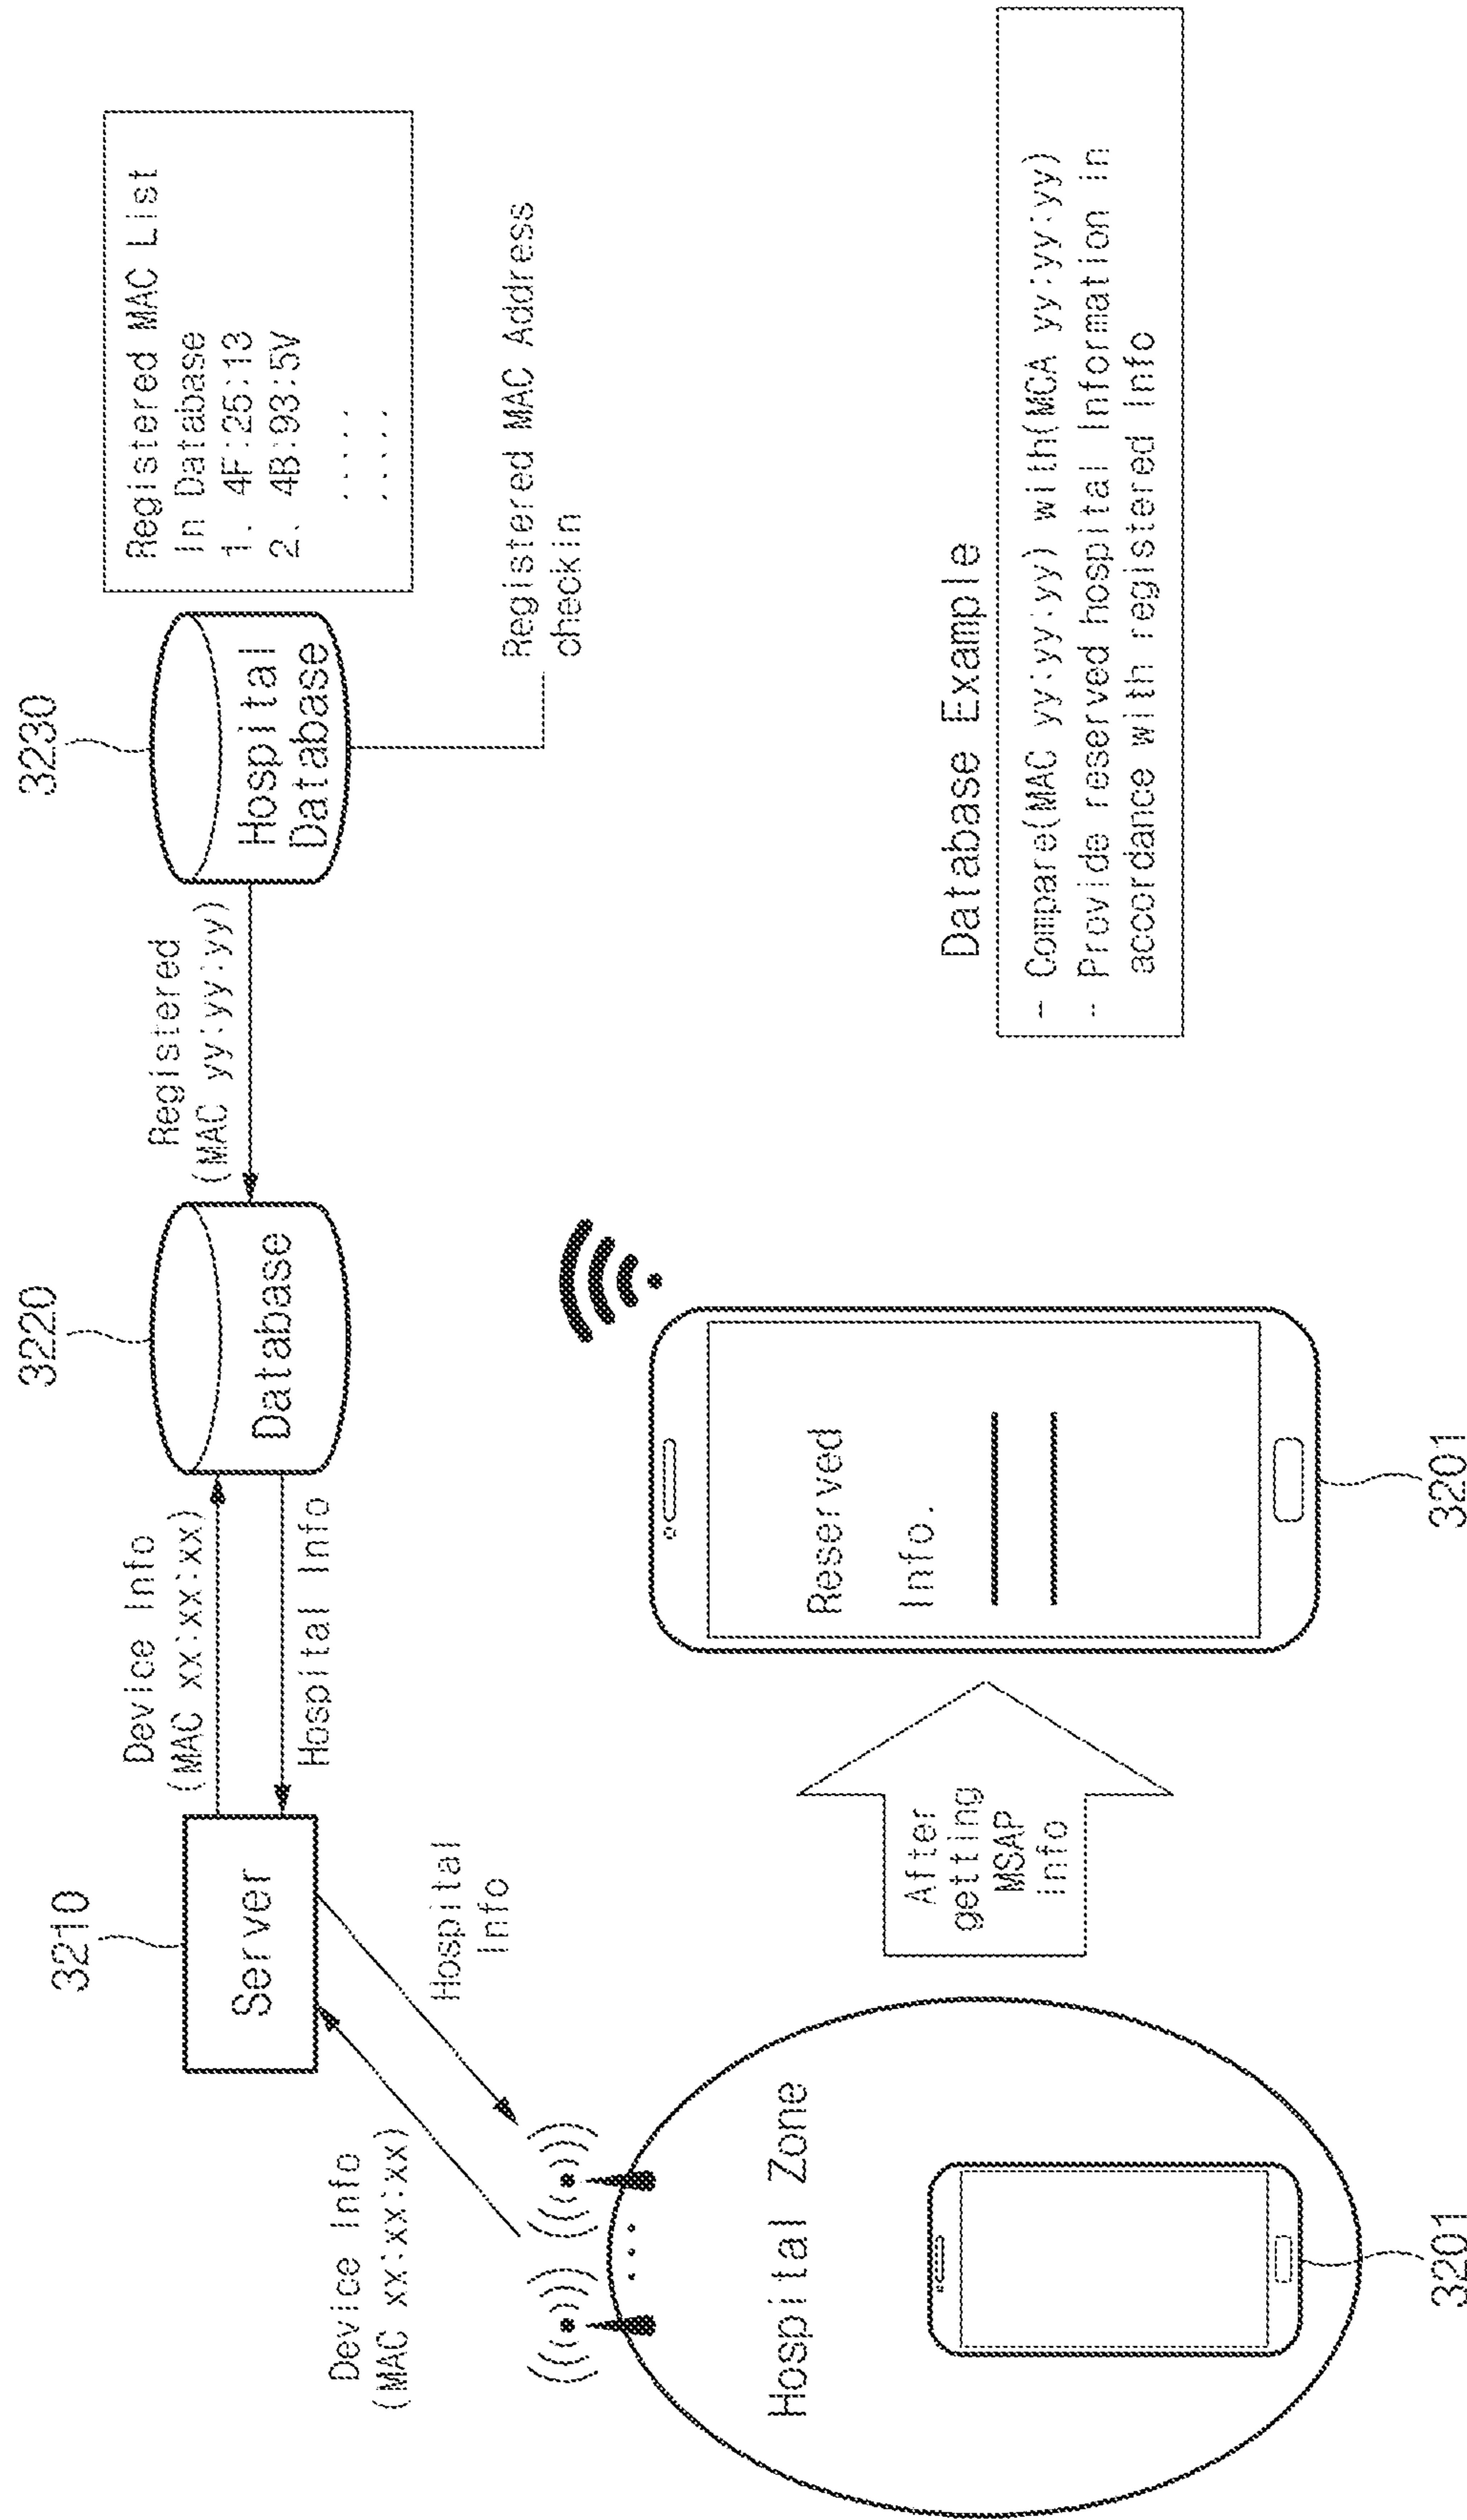 3210
Server
3220
Database
3230
Hospital
Database
Registered MAC List
In Database
1. 4F:25:13
2. 4B:93:5V
.....
.....
Device Info
(MAC xx:xx:xx)
Hospital Info
Registered
(MAC yy:yy:yy)
Registered MAC Address
checkin
Device Info
(MAC xx:xx:xx)
Hospital
Info
Hospital Zone
3201
After
getting
MSAP
info
Reserved
Info.
3201
Database Example
- Compare(MAC yy:yy:yy) with(MCA yy:yy:yy)
- Provide reserved hospital Information in
accordance with registered Info